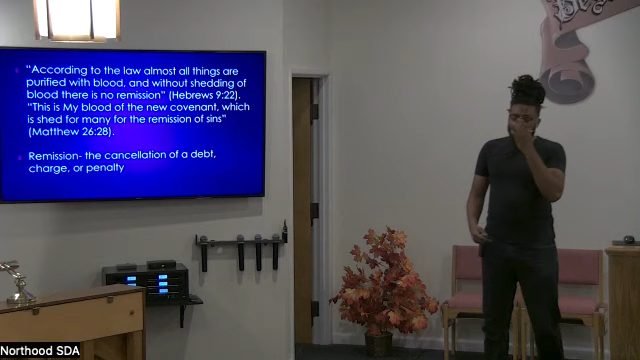 “According to the law almost all things are
purified with blood, and without shedding of
blood there is no remission” (Hebrews 9:22).
“This is My blood of the new covenant, which
is shed for many for the remission of sins”
(Matthew 26:28).
Remission- the cancellation of a debt,
charge, or penalty
Northood SDA